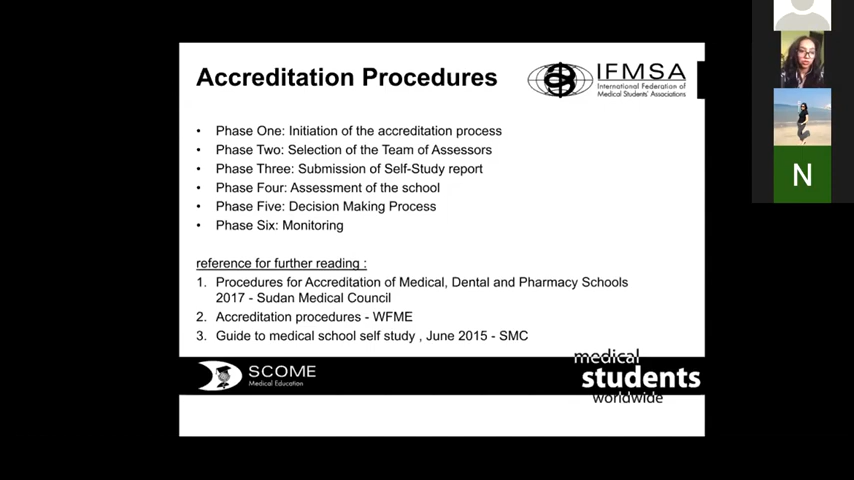 Accreditation Procedures
IFMSA
International Federation of
Medical Students' Associations
• Phase One: Initiation of the accreditation process
• Phase Two: Selection of the Team of Assessors
• Phase Three: Submission of Self-Study report
• Phase Four: Assessment of the school
• Phase Five: Decision Making Process
• Phase Six: Monitoring
reference for further reading :
1. Procedures for Accreditation of Medical, Dental and Pharmacy Schools
2017 - Sudan Medical Council
2. Accreditation procedures - WFME
3. Guide to medical school self study , June 2015 - SMC
SCOME
Medical Education
medical
students
worldwide
N